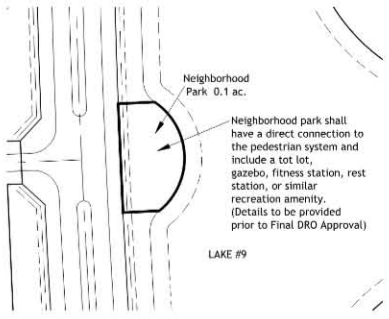 Neighborhood
Park 0.1 ac.
Neighborhood park shall
have a direct connection to
the pedestrian system and
include a tot lot,
gazebo, fitness station, rest
station, or similar
recreation amenity.
(Details to be provided
prior to Final DRO Approval)
LAKE #9